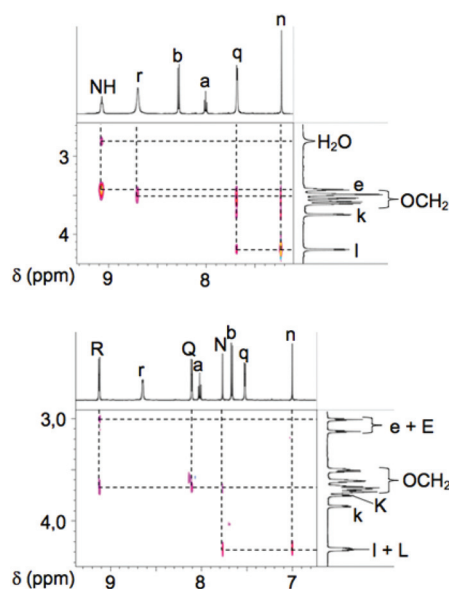 NH r b a q n
H₂O
3
e
OCH₂
k
4
l
δ (ppm) 9 8
R r Q a N b q n
3,0
e + E
OCH₂
K
4,0
k
l + L
δ (ppm) 9 8 7